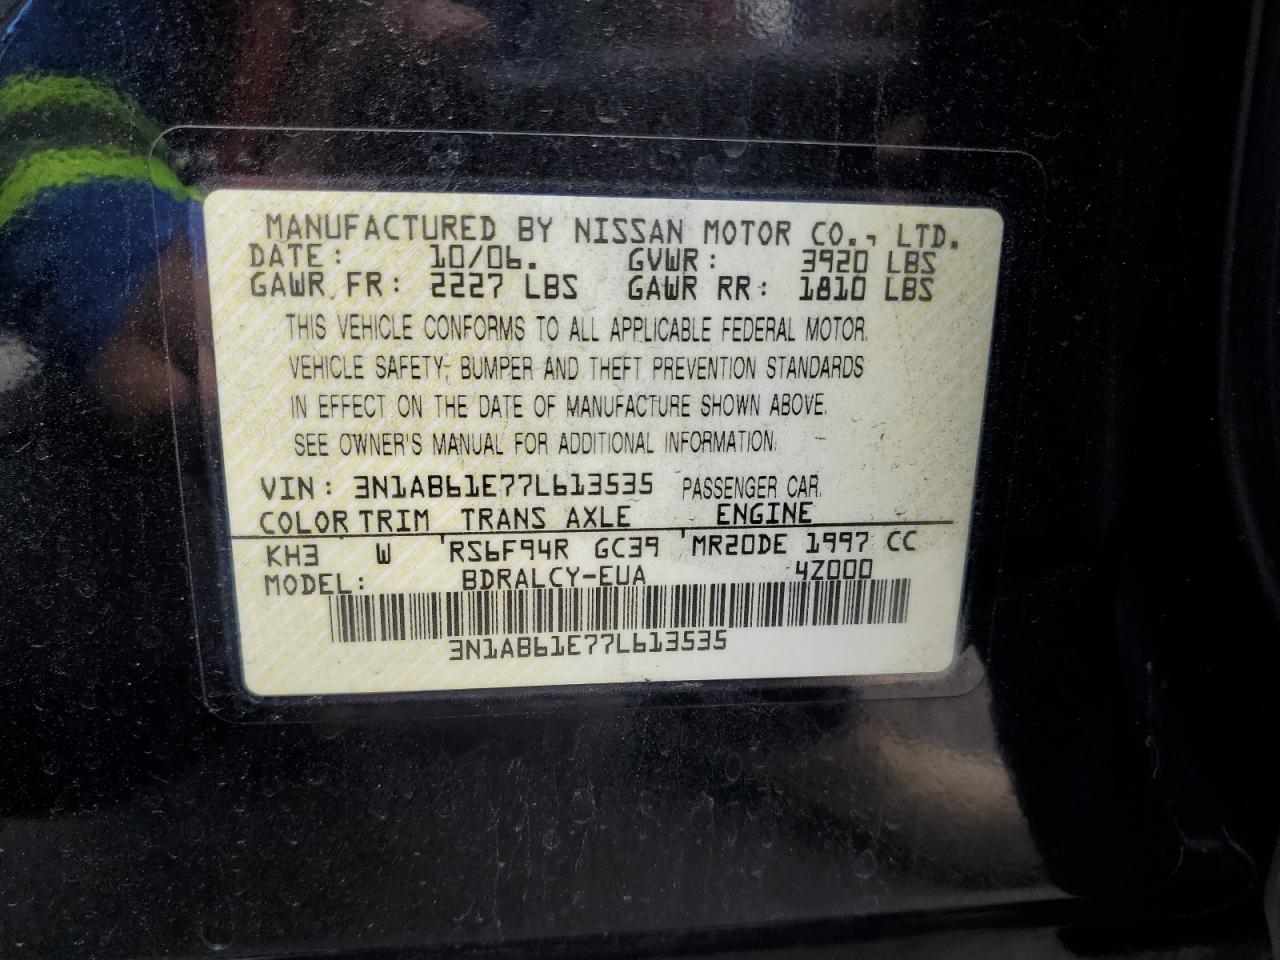 MANUFACTURED BY NISSAN MOTOR CO., LTD.
DATE: 10/06. GVWR: 3920 LBS
GAWR FR: 2227 LBS GAWR RR: 1810 LBS
THIS VEHICLE CONFORMS TO ALL APPLICABLE FEDERAL MOTOR
VEHICLE SAFETY, BUMPER AND THEFT PREVENTION STANDARDS
IN EFFECT ON THE DATE OF MANUFACTURE SHOWN ABOVE.
SEE OWNER'S MANUAL FOR ADDITIONAL INFORMATION.
VIN: 3N1AB61E77L613535 PASSENGER CAR.
COLOR TRIM TRANS AXLE ENGINE
KH3 W 'RS6F94R GC39 'MR20DE 1997 CC
MODEL: BDRALCY-EUA 4Z000
3N1AB61E77L613535